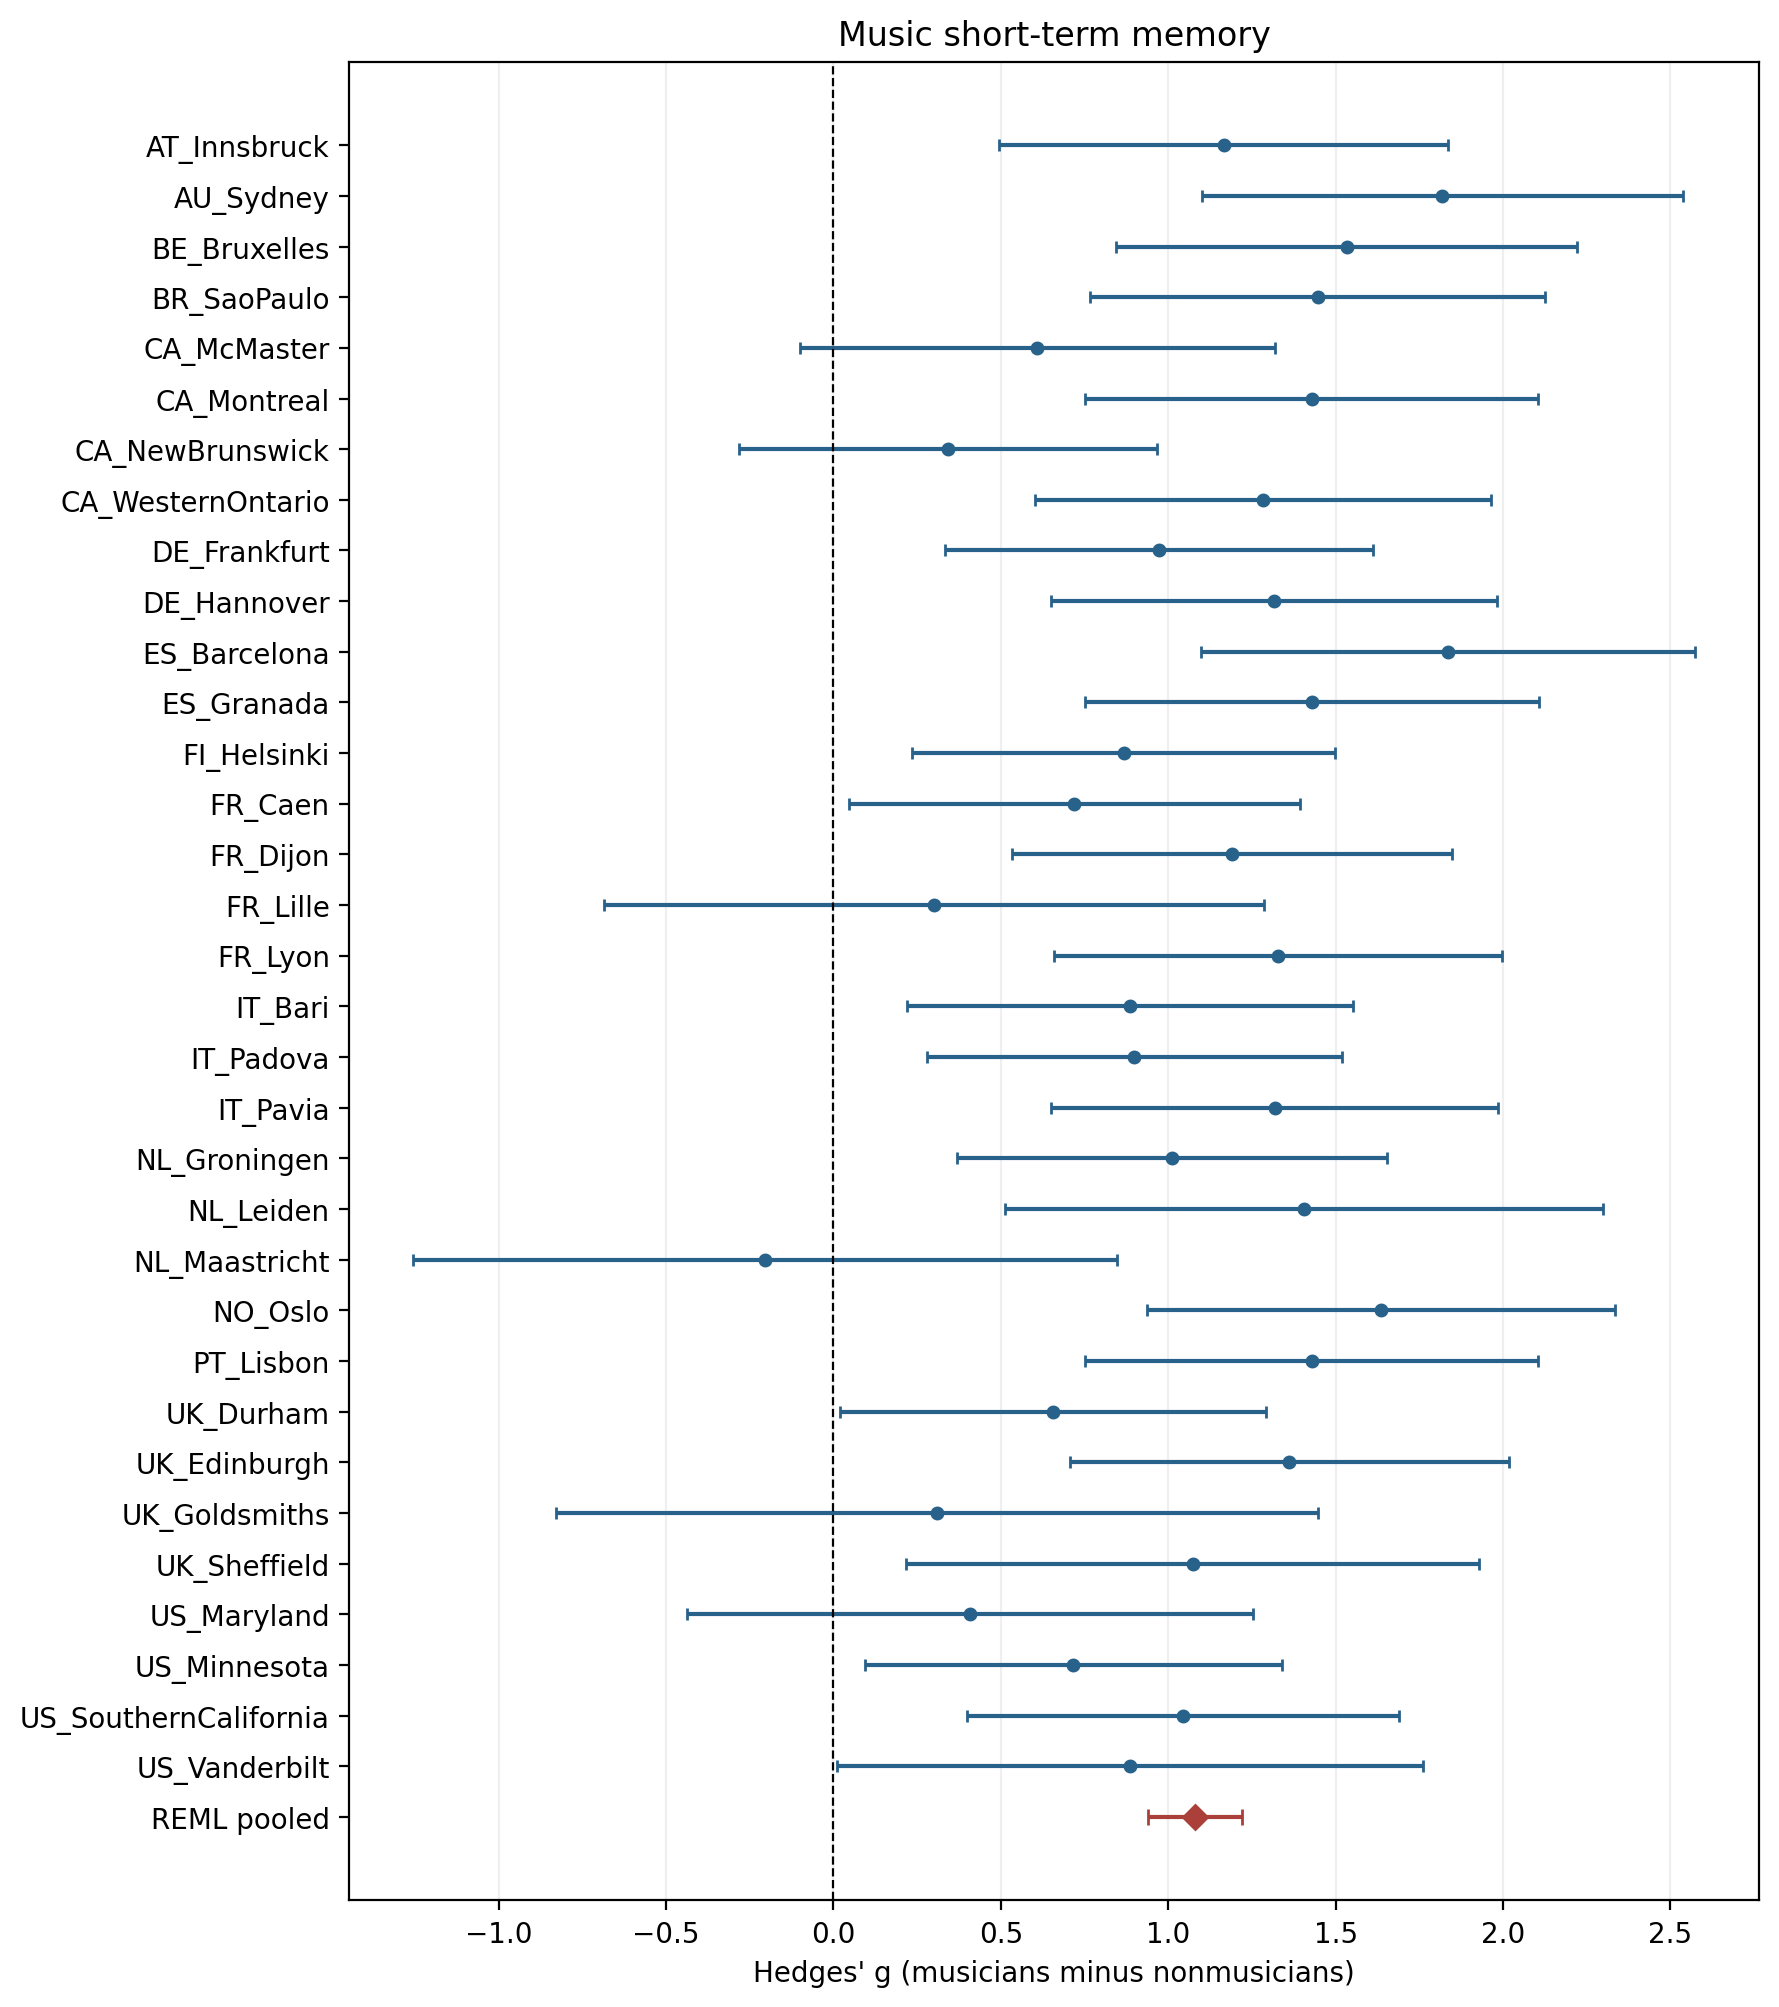 Music short-term memory
AT_Innsbruck
AU_Sydney
BE_Bruxelles
BR_SaoPaulo
CA_McMaster
CA_Montreal
CA_NewBrunswick
CA_WesternOntario
DE_Frankfurt
DE_Hannover
ES_Barcelona
ES_Granada
FI_Helsinki
FR_Caen
FR_Dijon
FR_Lille
FR_Lyon
IT_Bari
IT_Padova
IT_Pavia
NL_Groningen
NL_Leiden
NL_Maastricht
NO_Oslo
PT_Lisbon
UK_Durham
UK_Edinburgh
UK_Goldsmiths
UK_Sheffield
US_Maryland
US_Minnesota
US_SouthernCalifornia
US_Vanderbilt
REML pooled
−1.0 −0.5 0.0 0.5 1.0 1.5 2.0 2.5
Hedges' g (musicians minus nonmusicians)